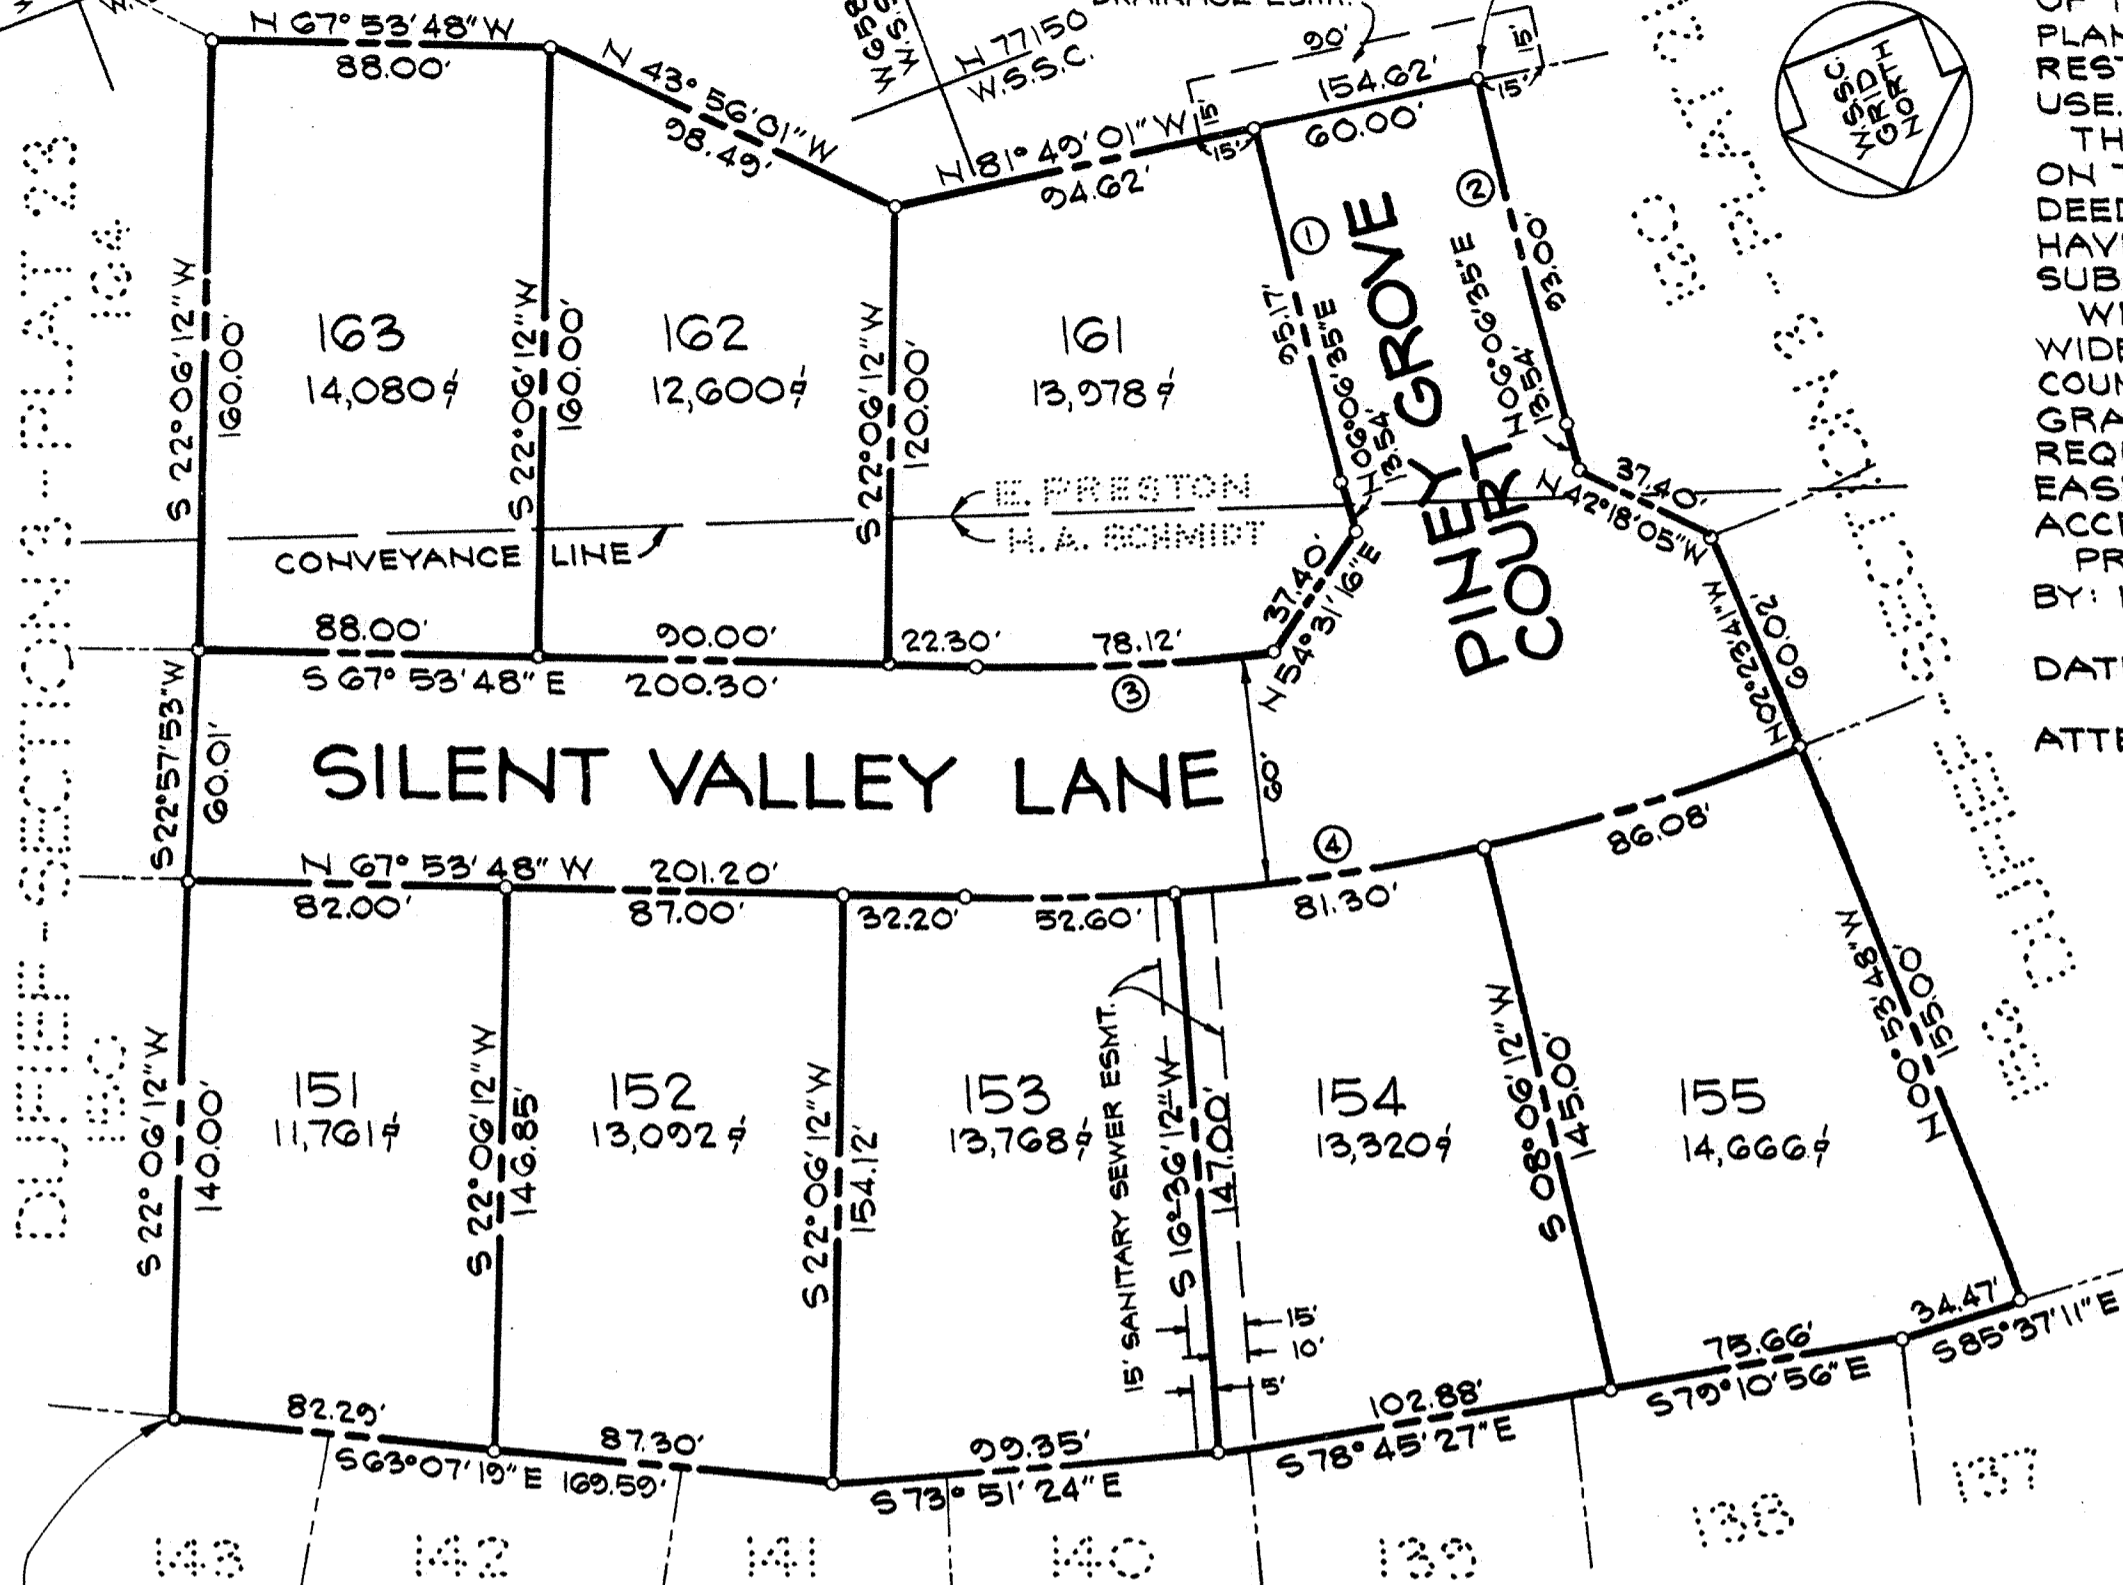 N 67° 53' 48" W
88.00'
N 43° 56' 01" W
98.49'
N 77150
W.S.S.C.
90'
15'
15'
15'
15'
154.62'
60.00'
N 81° 49' 01" W
94.62'
W.S.S.C.
GRID
NORTH
PLAT 23
164
S 22° 06' 12" W
160.00'
163
14,080 ⌷
S 22° 06' 12" W
160.00'
162
12,600 ⌷
S 22° 06' 12" W
120.00'
161
13,978 ⌷
①
95.17'
N 06° 06' 35" E
13.54'
PINEY GROVE
COURT
②
93.00'
N 06° 06' 35" E
13.54'
37.40'
N 42° 18' 05" W
E. PRESTON
H.A. SCHMIDT
CONVEYANCE LINE
37.40'
N 54° 31' 16" E
60.02'
N 02° 23' 41" W
88.00'
90.00'
22.30'
78.12'
S 67° 53' 48" E
200.30'
③
S 22° 57' 53" W
60.01'
SILENT VALLEY LANE
60'
N 67° 53' 48" W
201.20'
82.00'
87.00'
32.20'
52.60'
④
81.30'
86.08'
150
S 22° 06' 12" W
140.00'
151
11,761 ⌷
S 22° 06' 12" W
146.85'
152
13,092 ⌷
S 22° 06' 12" W
154.12'
153
13,768 ⌷
15' SANITARY SEWER ESMT.
S 16° 36' 12" W
147.00'
154
13,320 ⌷
S 08° 06' 12" W
145.00'
155
14,666 ⌷
N 00° 53' 48" W
155.00'
15'
10'
5'
82.29'
87.30'
S 63° 07' 19" E 169.59'
99.35'
S 73° 51' 24" E
102.88'
S 78° 45' 27" E
75.66'
S 79° 10' 56" E
34.47'
S 85° 37' 11" E
143
142
141
140
139
138
137
USE.
BY: